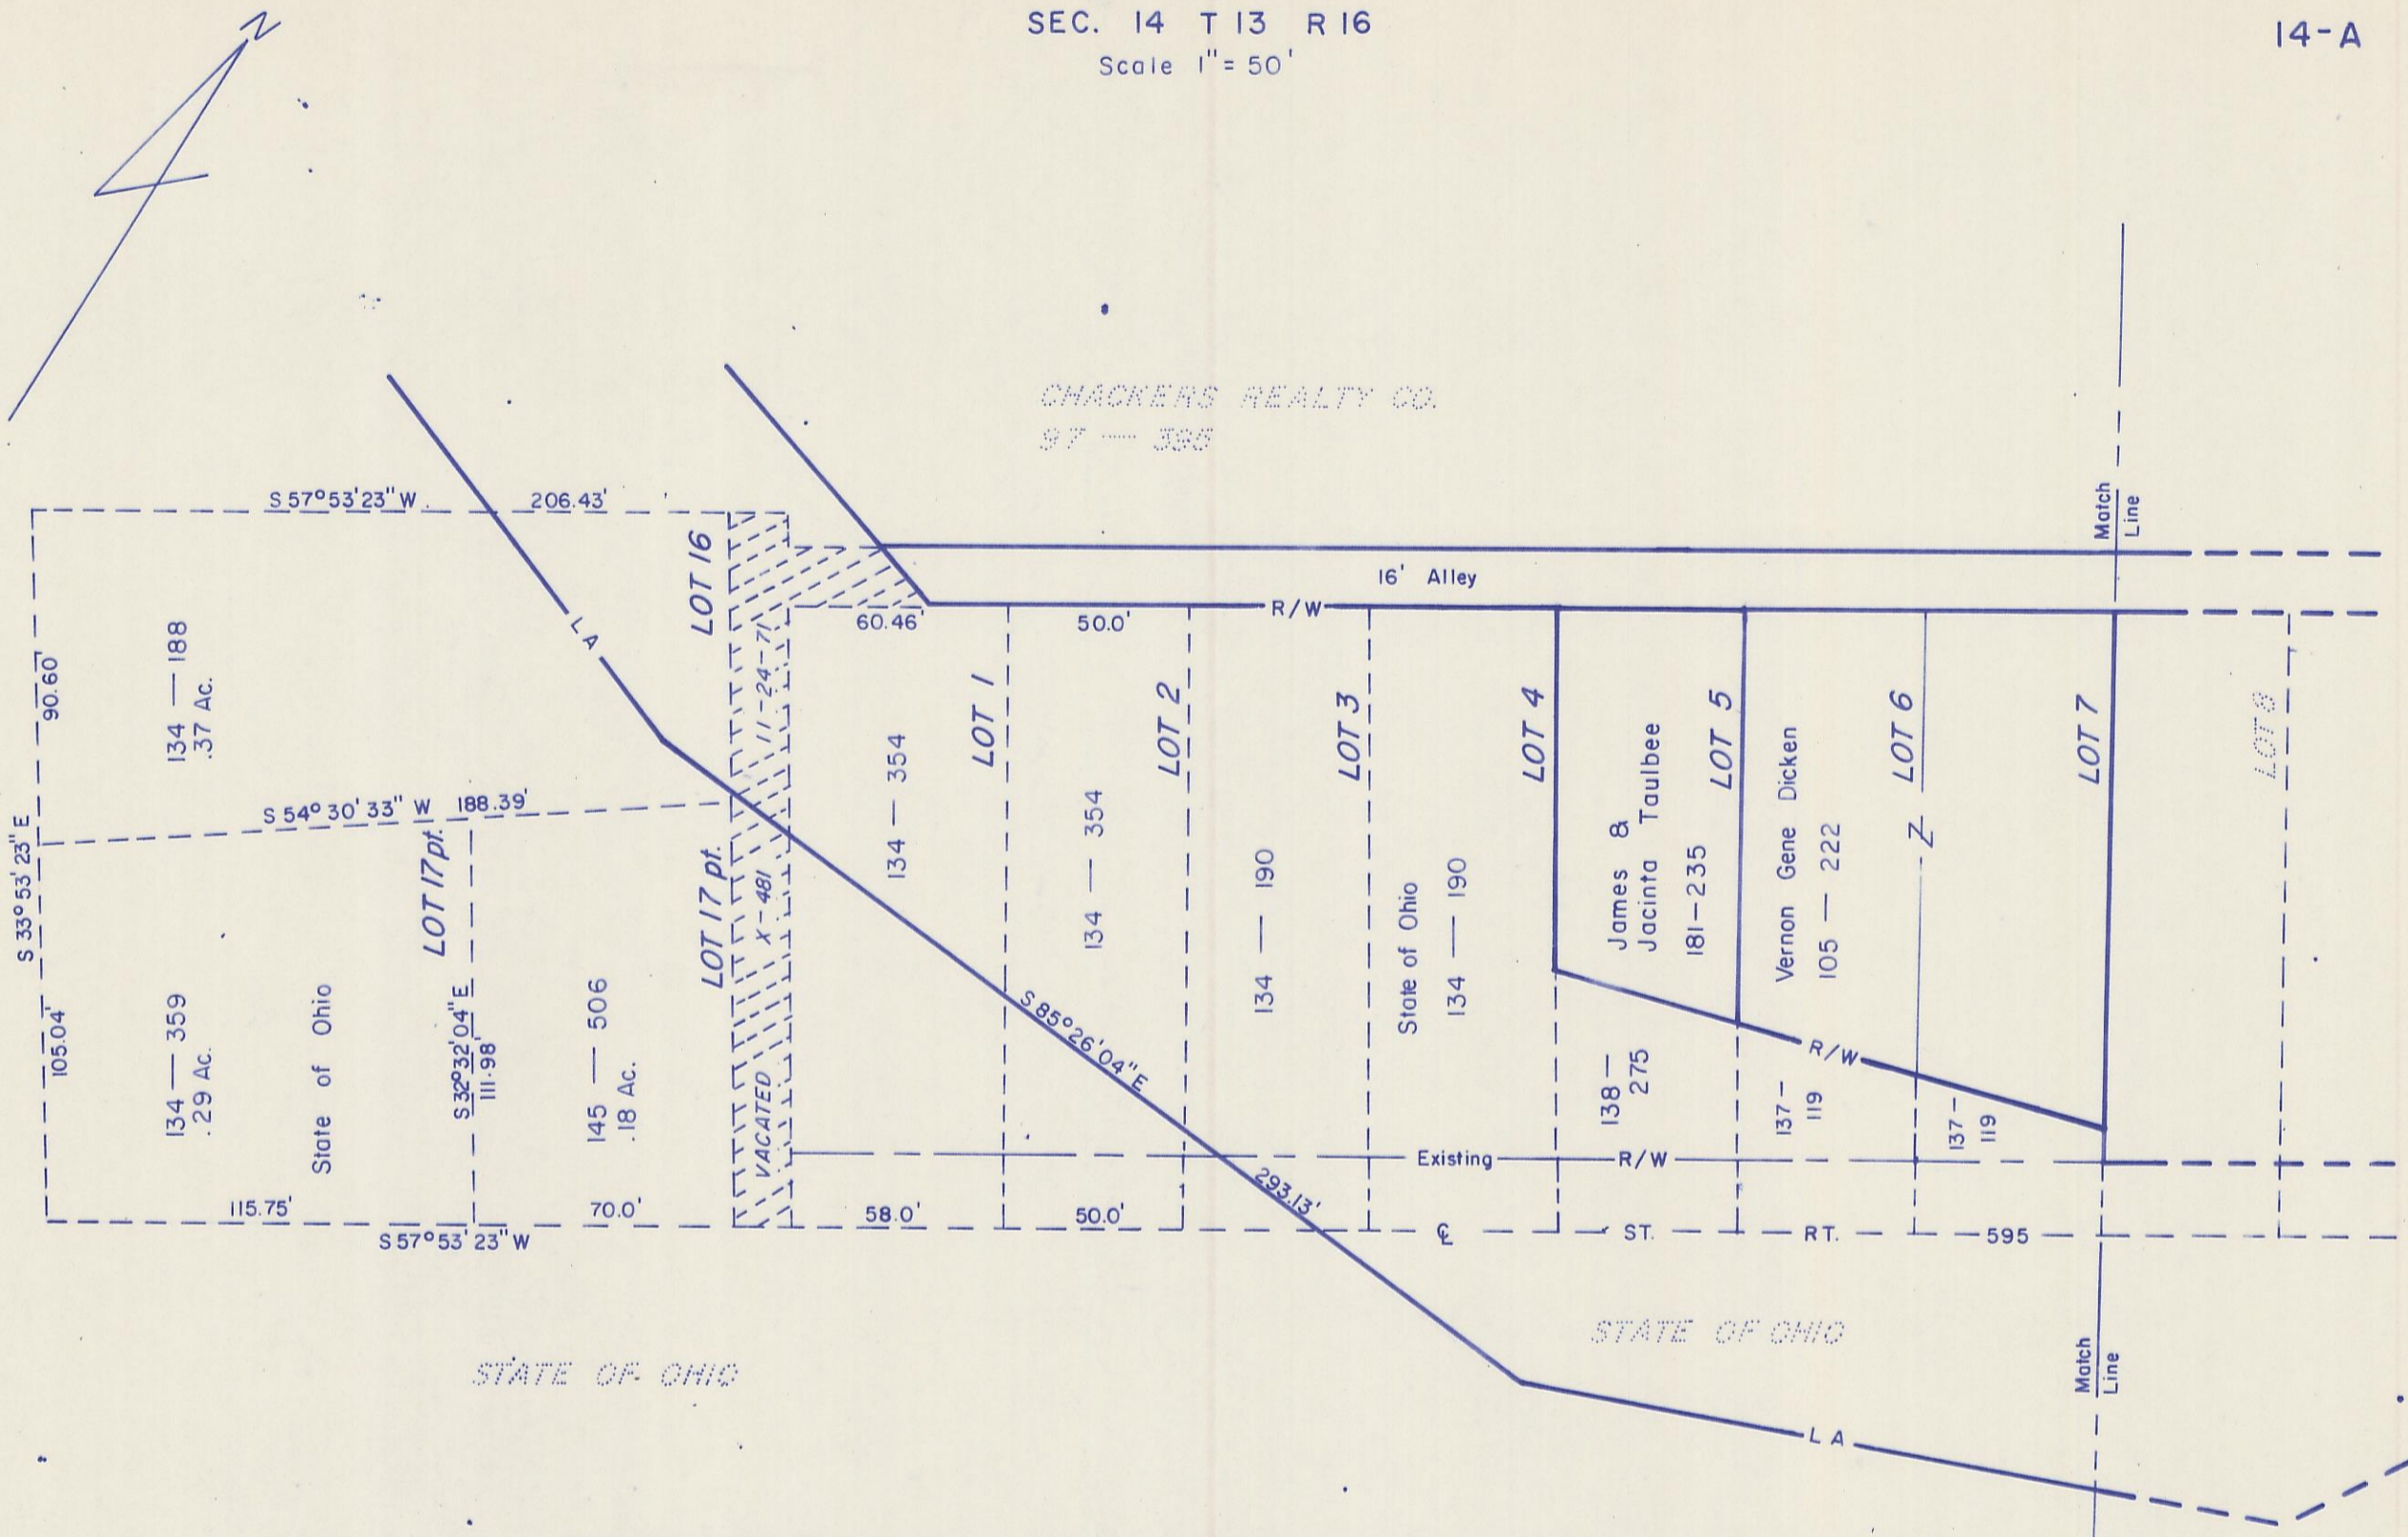 SEC. 14 T 13 R 16
Scale 1" = 50'
14-A
N
CHACKERS REALTY CO.
97 — 395
S 57° 53' 23" W
206.43'
Match
Line
LOT 16
16' Alley
R/W
60.46'
50.0'
LA
90.60'
134 — 188
.37 Ac.
S 54° 30' 33" W 188.39'
S 33° 53' 23" E
105.04'
134 — 359
.29 Ac.
State of Ohio
LOT 17 pt.
S 32° 32' 04" E
111.98'
145 — 506
.18 Ac.
LOT 17 pt.
VACATED X-481 11-24-71
134 — 354
LOT 1
134 — 354
LOT 2
134 — 190
LOT 3
State of Ohio
134 — 190
LOT 4
James &
Jacinta Taulbee
181-235
LOT 5
Vernon Gene Dicken
105 — 222
LOT 6
Z
LOT 7
LOT 8
S 85° 26' 04" E
293.13'
R/W
138 —
275
137 —
119
137 —
119
Existing R/W
115.75'
70.0'
58.0'
50.0'
℄ ST. RT. 595
S 57° 53' 23" W
STATE OF OHIO
STATE OF OHIO
Match
Line
LA